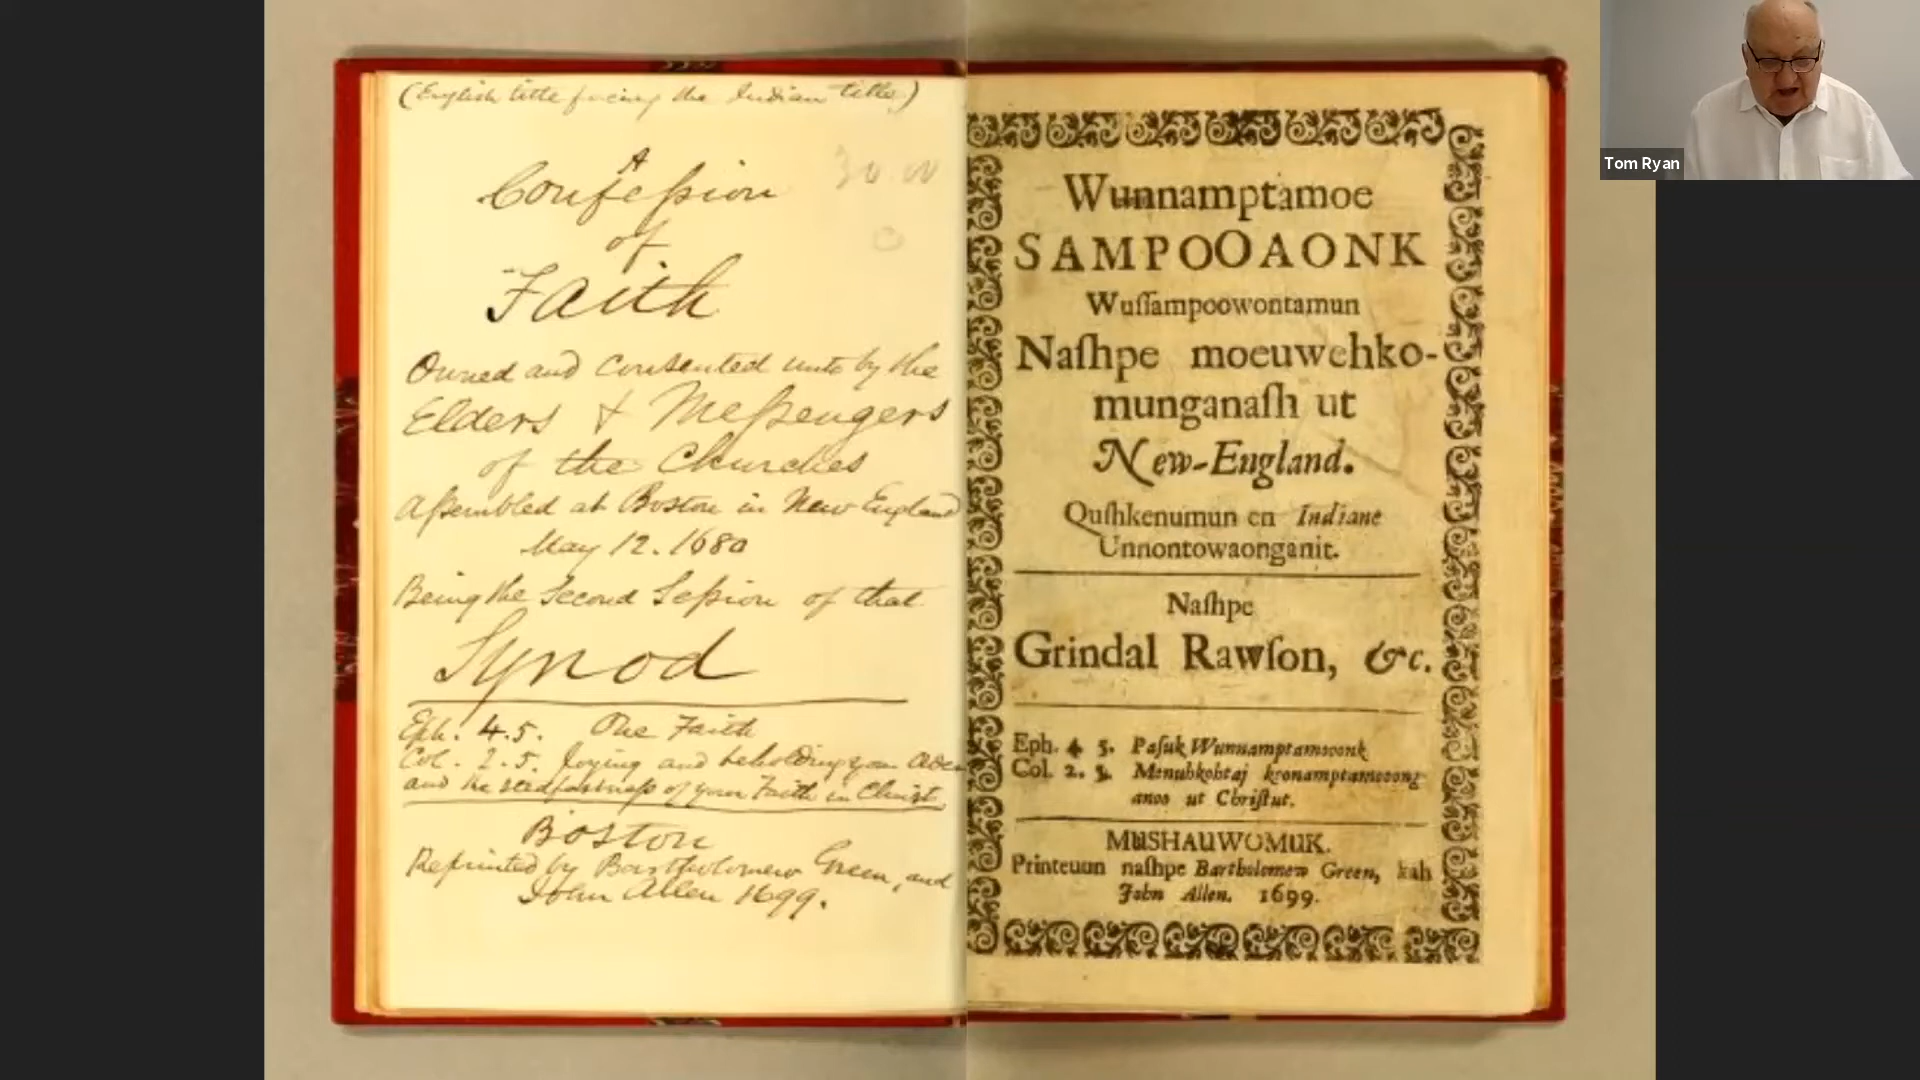 (English title facing the Indian title)
A
Confeſsion
of
Faith
Owned and consented unto by the
Elders & Meſsengers
of the Churches
Aſsembled at Boston in New England
May 12. 1680
Being the Second Seſsion of that
Synod
Eph. 4.5. One Faith
Col. 2.5. Joying and beholding your
and the stedfastneſs of your Faith in Christ
Boston
Reprinted by Bartholomew Green, and
John Allen 1699.
30.00
Wunnamptamoe
SAMPOOAONK
Wuſſampoowontamun
Naſhpe moeuwehko-
munganaſh ut
New-England.
Quſhkenumun en Indiane
Unnontowaonganit.
Naſhpe
Grindal Rawſon, &c.
Eph. 4 5. Paſuk Wunnamptamwonk
Col. 2. 5. Menuhkohtaj
anoo ut Chriſtut.
MUSHAUWOMUK.
Printeuun naſhpe Bartholomew Green, kah
John Allen. 1699.
Tom Ryan